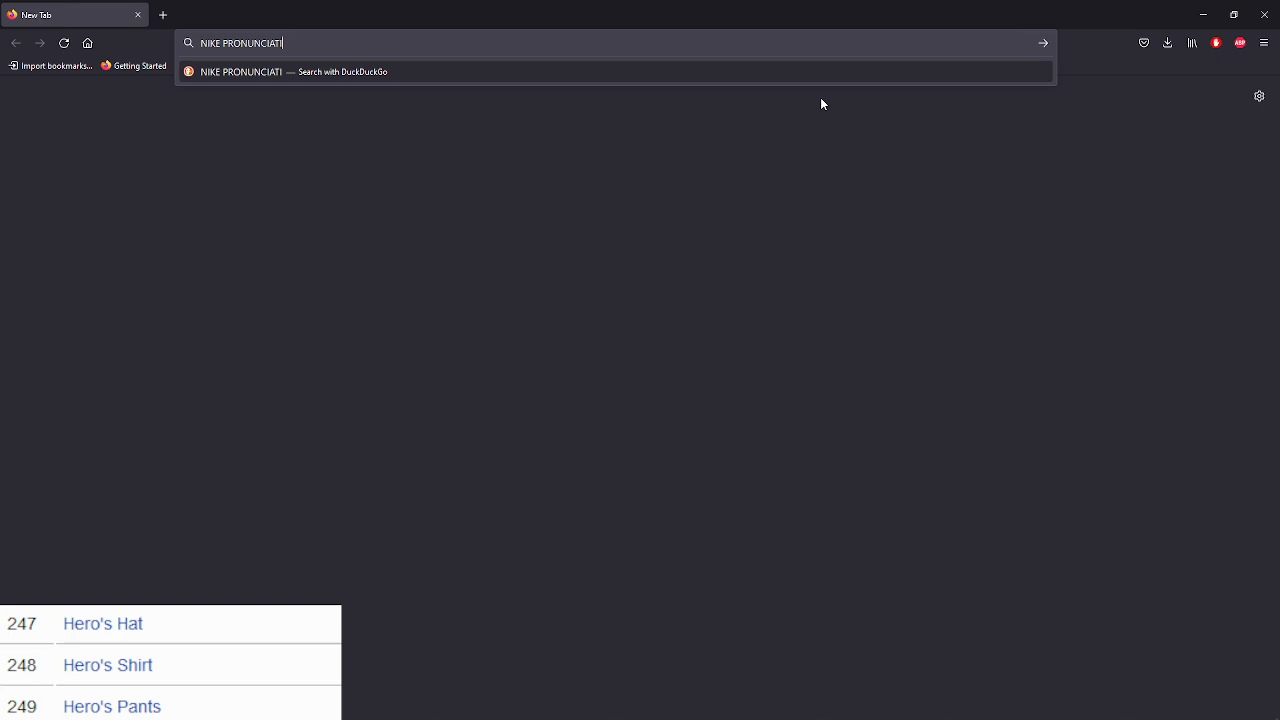 New Tab
NIKE PRONUNCIATI
Import bookmarks... Getting Started
NIKE PRONUNCIATI — Search with DuckDuckGo
ABP
247 Hero's Hat
248 Hero's Shirt
249 Hero's Pants